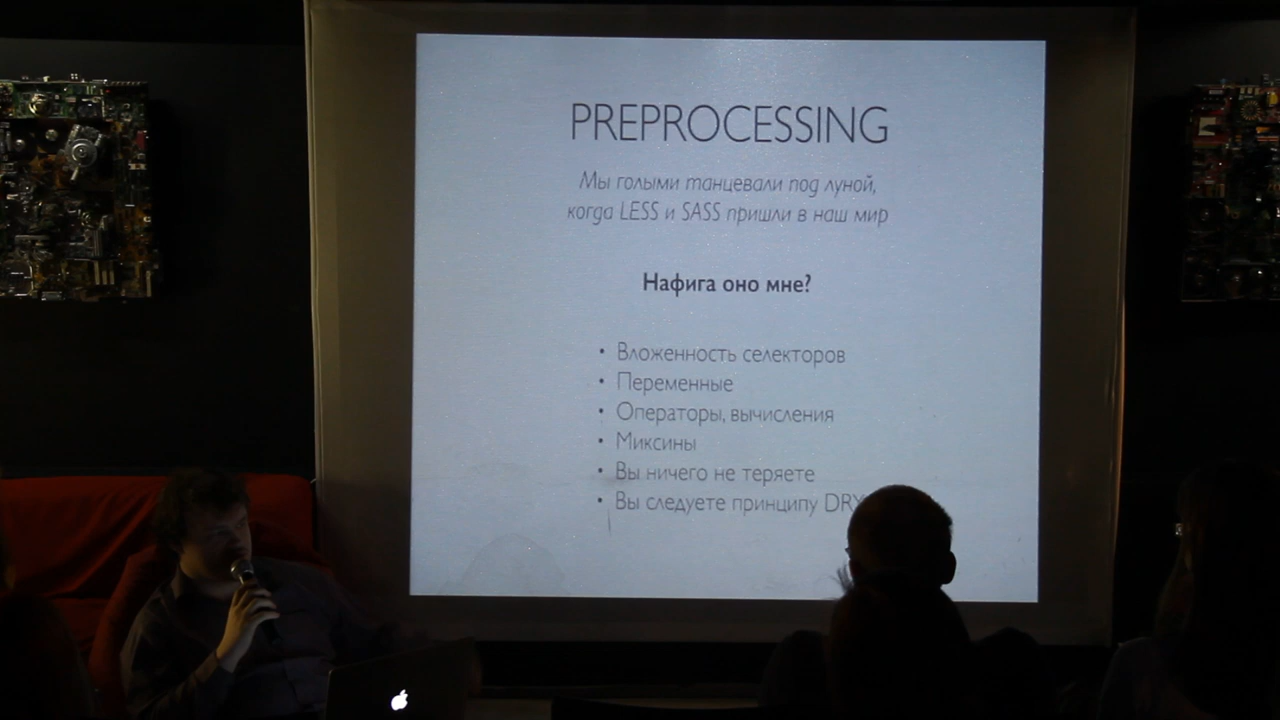 PREPROCESSING
Мы голыми танцевали под луной,
когда LESS и SASS пришли в наш мир
Нафига оно мне?
• Вложенность селекторов
• Переменные
• Операторы, вычисления
• Миксины
• Вы ничего не теряете
• Вы следуете принципу DRY